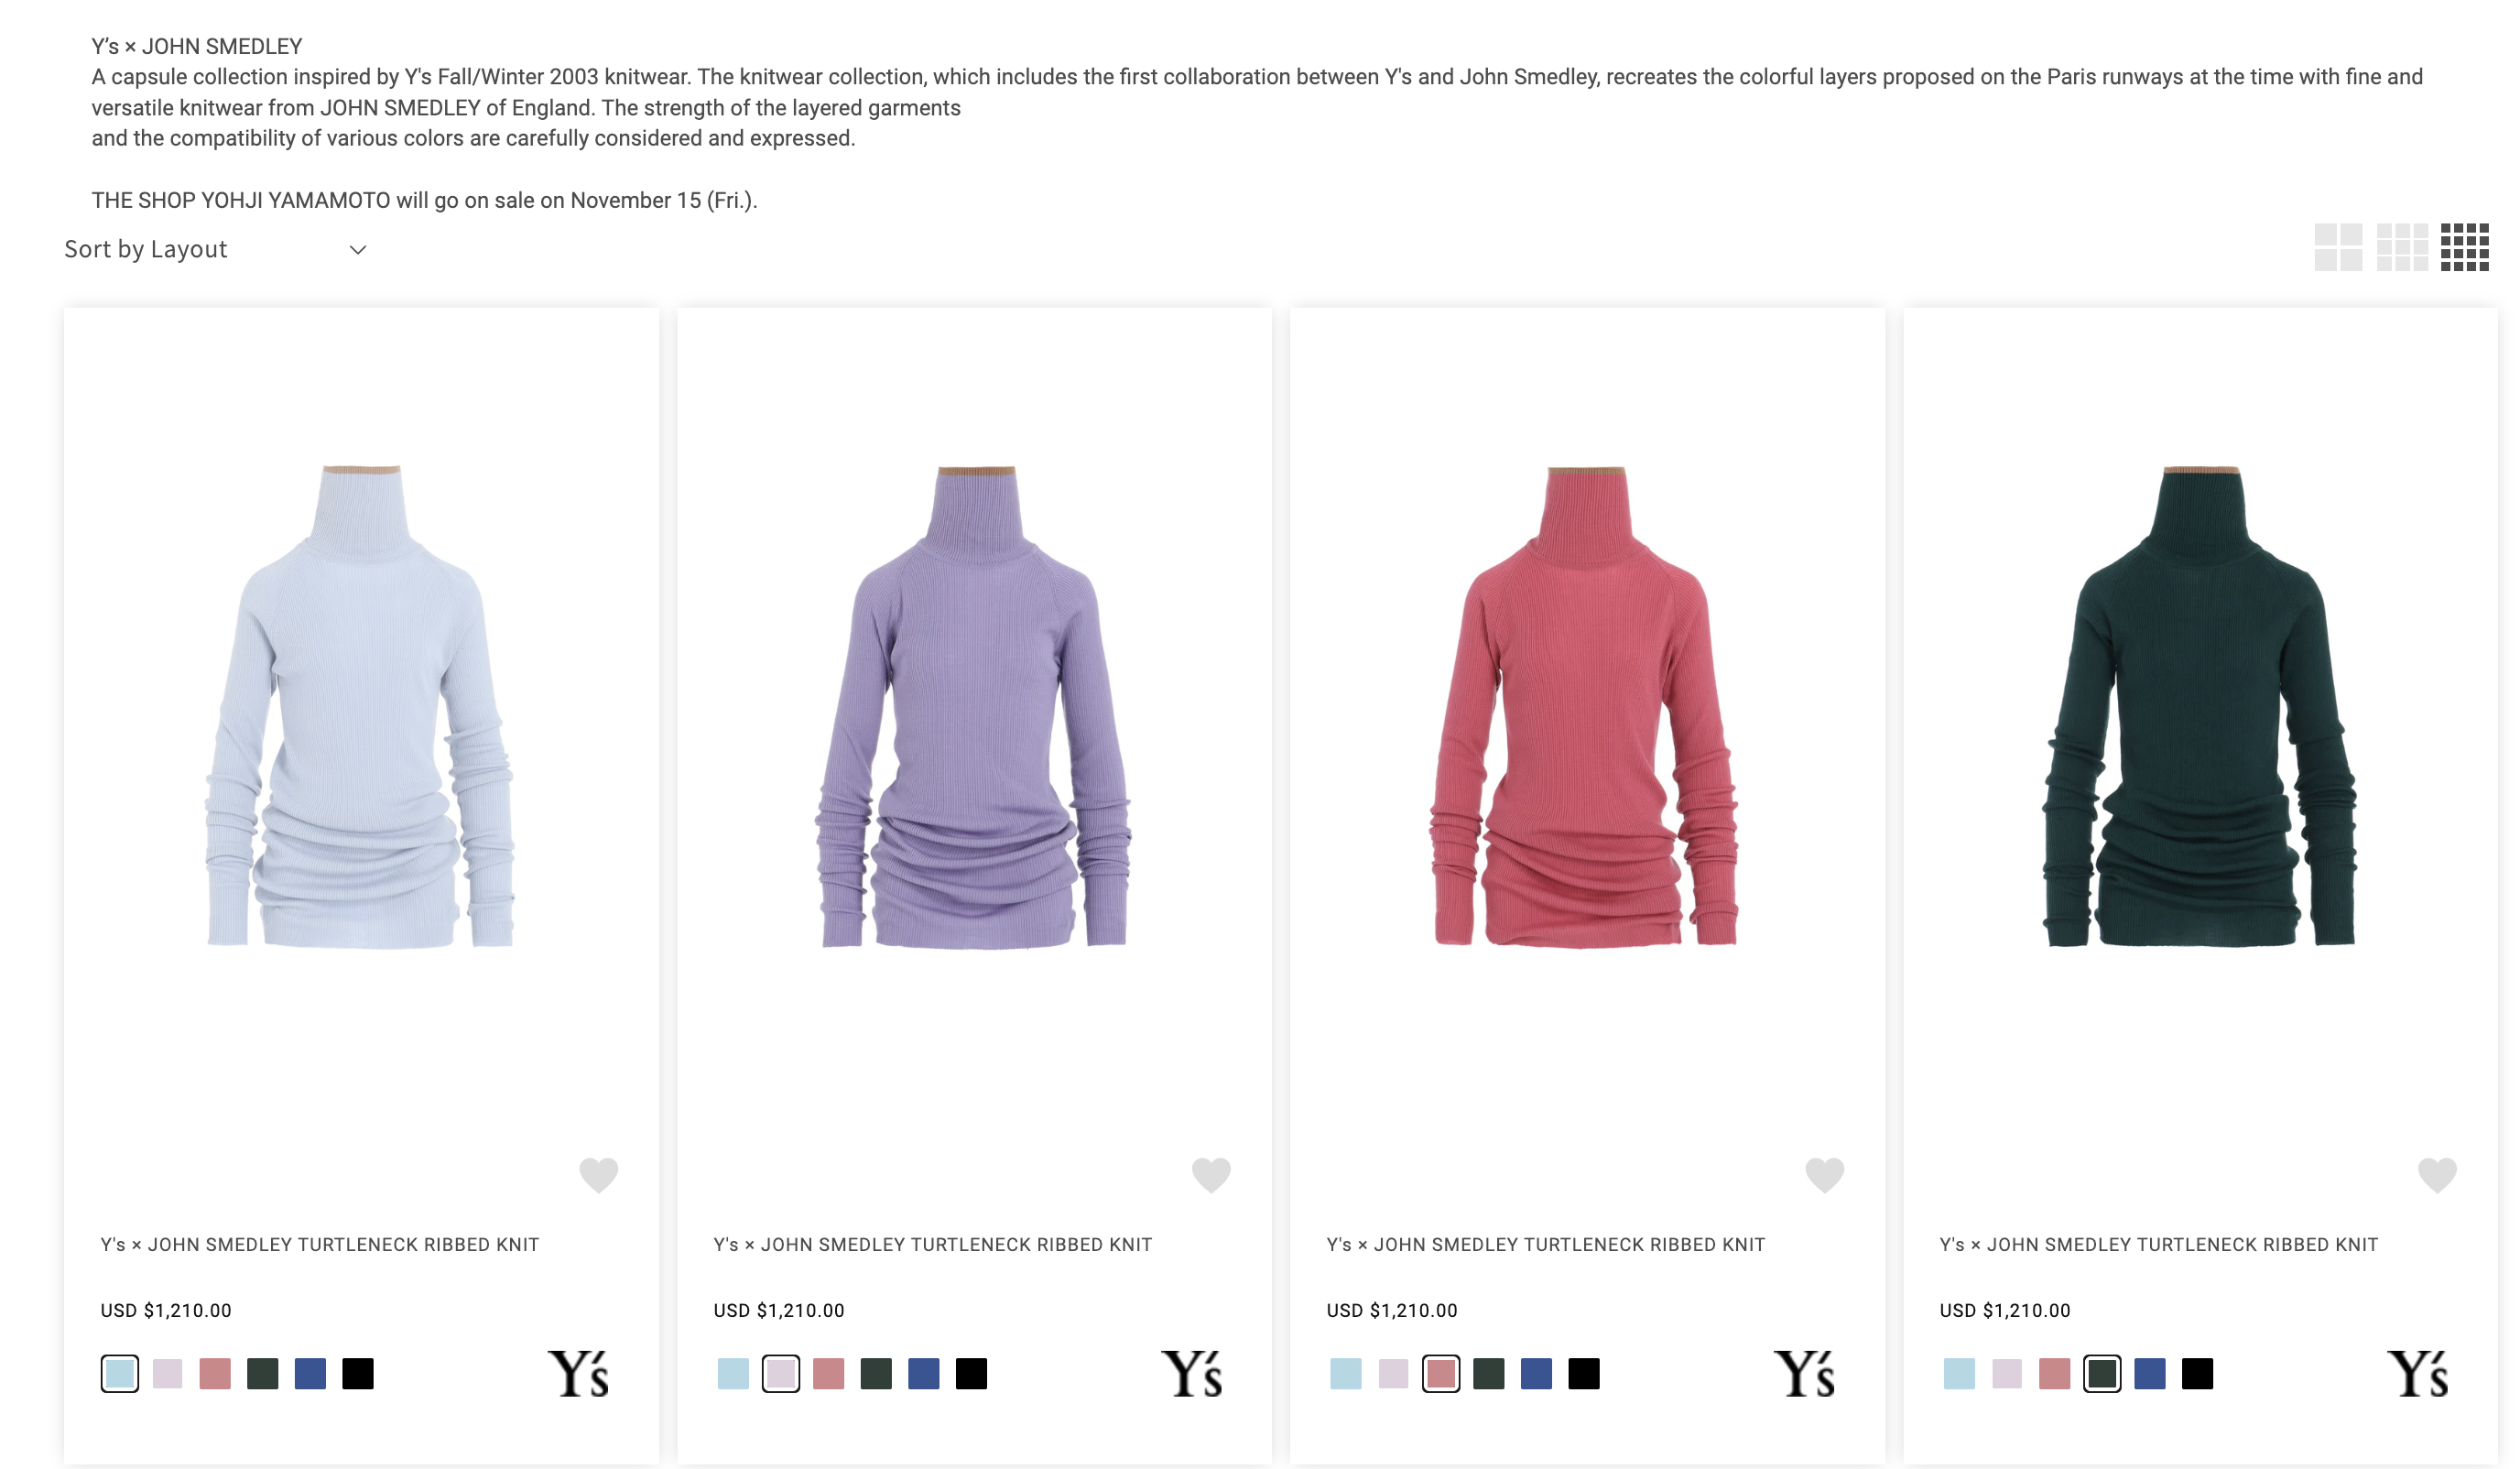 Y’s × JOHN SMEDLEY
A capsule collection inspired by Y's Fall/Winter 2003 knitwear. The knitwear collection, which includes the first collaboration between Y's and John Smedley, recreates the colorful layers proposed on the Paris runways at the time with fine and
versatile knitwear from JOHN SMEDLEY of England. The strength of the layered garments
and the compatibility of various colors are carefully considered and expressed.
THE SHOP YOHJI YAMAMOTO will go on sale on November 15 (Fri.).
Sort by Layout
Y's × JOHN SMEDLEY TURTLENECK RIBBED KNIT
USD $1,210.00
Y's
Y's × JOHN SMEDLEY TURTLENECK RIBBED KNIT
USD $1,210.00
Y's
Y's × JOHN SMEDLEY TURTLENECK RIBBED KNIT
USD $1,210.00
Y's
Y's × JOHN SMEDLEY TURTLENECK RIBBED KNIT
USD $1,210.00
Y's